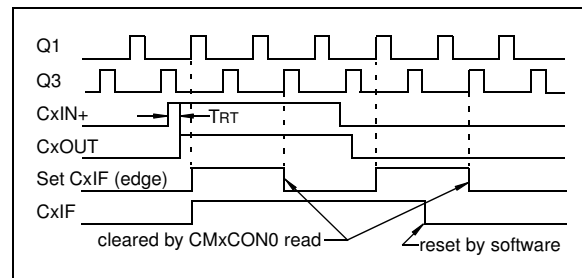 Q1
Q3
CxIN+
TRT
CxOUT
Set CxIF (edge)
CxIF
cleared by CMxCON0 read
reset by software